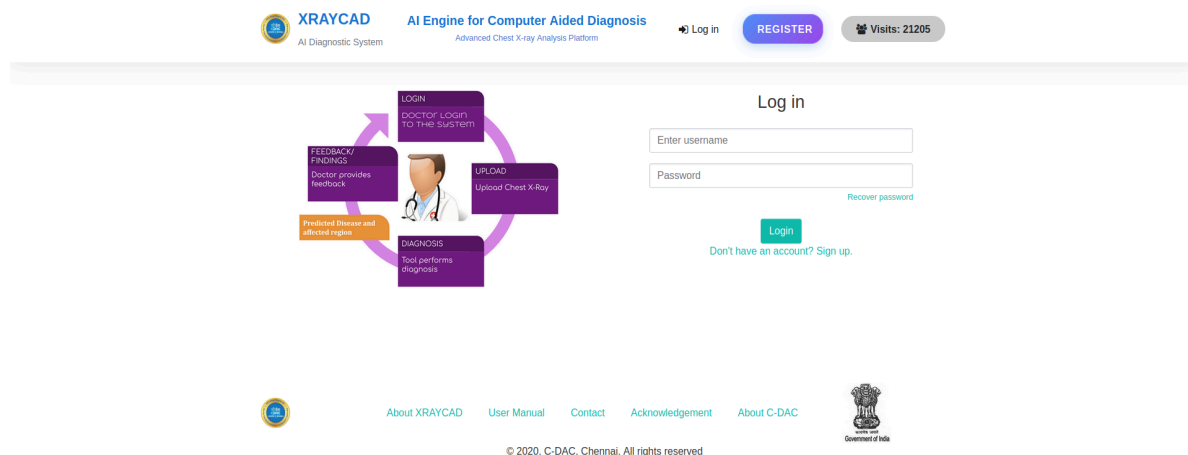 XRAYCAD
AI Diagnostic System
AI Engine for Computer Aided Diagnosis
Advanced Chest X-ray Analysis Platform
Log in
REGISTER
Visits: 21205
LOGIN
DOCTOR LOGIN
TO THE SYSTEM
FEEDBACK/
FINDINGS
Doctor provides
feedback
UPLOAD
Upload Chest X-Ray
Predicted Disease and
affected region
DIAGNOSIS
Tool performs
diagnosis
Log in
Enter username
Password
Recover password
Login
Don't have an account? Sign up.
About XRAYCAD
User Manual
Contact
Acknowledgement
About C-DAC
सत्यमेव जयते
Government of India
© 2020. C-DAC. Chennai. All rights reserved